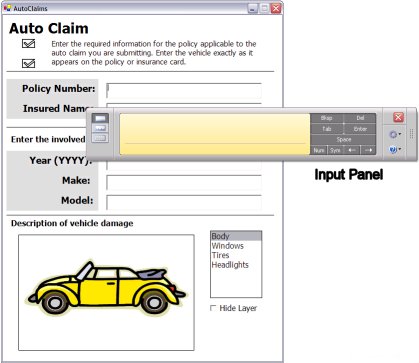 AutoClaims
Auto Claim
Enter the required information for the policy applicable to the
auto claim you are submitting. Enter the vehicle exactly as it
appears on the policy or insurance card.
Policy Number:
Insured Name:
Bksp Del
Tab Enter
Space
Num Sym
Enter the involved
Year (YYYY):
Input Panel
Make:
Model:
Description of vehicle damage
Body
Windows
Tires
Headlights
Hide Layer